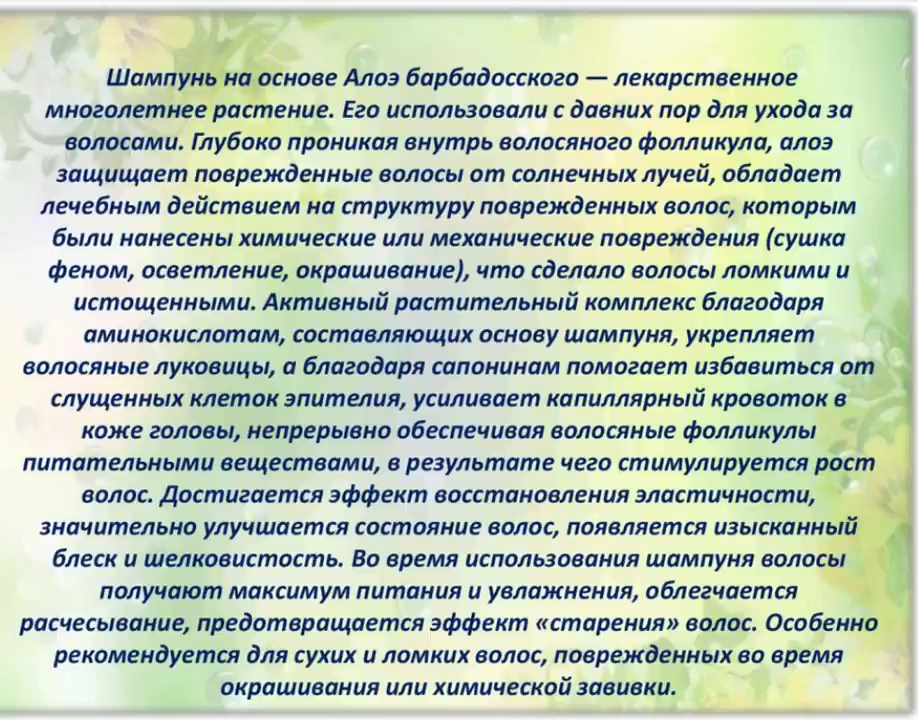 Шампунь на основе Алоэ барбадосского — лекарственное
многолетнее растение. Его использовали с давних пор для ухода за
волосами. Глубоко проникая внутрь волосяного фолликула, алоэ
защищает поврежденные волосы от солнечных лучей, обладает
лечебным действием на структуру поврежденных волос, которым
были нанесены химические или механические повреждения (сушка
феном, осветление, окрашивание), что сделало волосы ломкими и
истощенными. Активный растительный комплекс благодаря
аминокислотам, составляющих основу шампуня, укрепляет
волосяные луковицы, а благодаря сапонинам помогает избавиться от
слущенных клеток эпителия, усиливает капиллярный кровоток в
коже головы, непрерывно обеспечивая волосяные фолликулы
питательными веществами, в результате чего стимулируется рост
волос. Достигается эффект восстановления эластичности,
значительно улучшается состояние волос, появляется изысканный
блеск и шелковистость. Во время использования шампуня волосы
получают максимум питания и увлажнения, облегчается
расчесывание, предотвращается эффект «старения» волос. Особенно
рекомендуется для сухих и ломких волос, поврежденных во время
окрашивания или химической завивки.